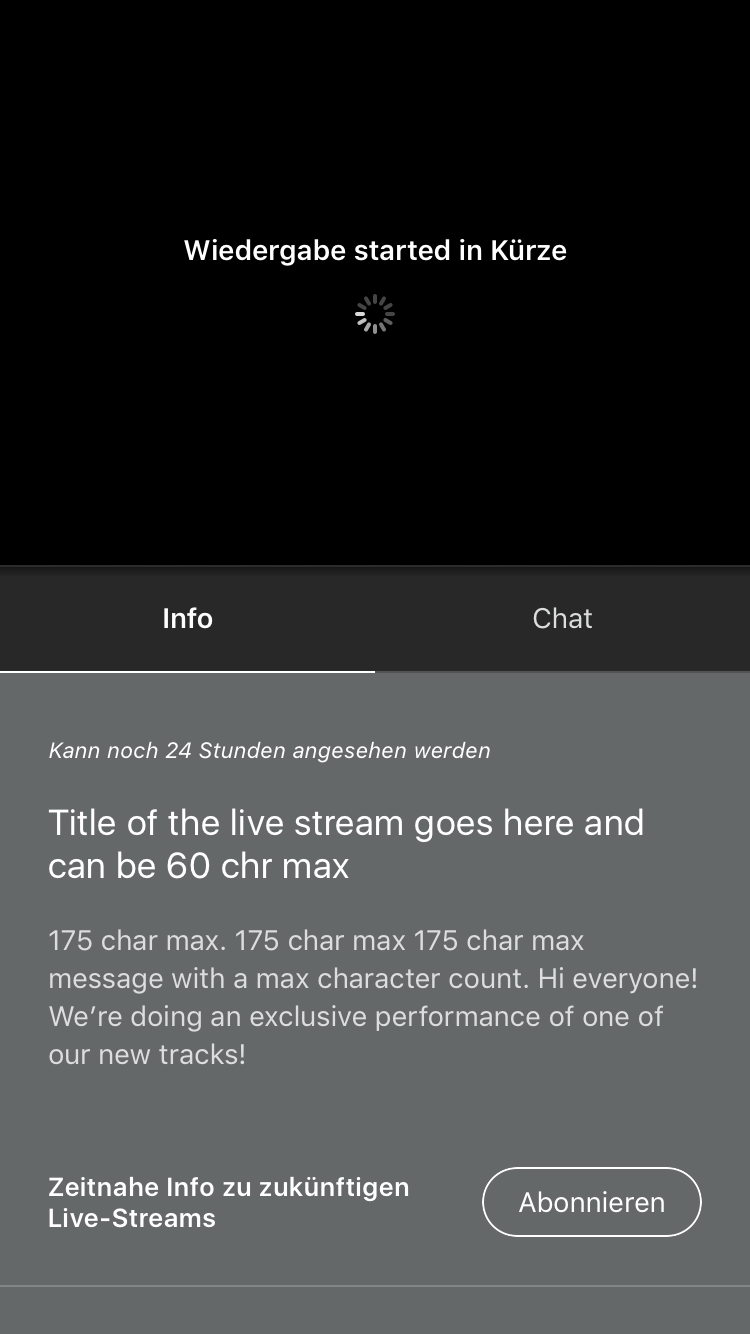 Wiedergabe started in Kürze
Info
Chat
Kann noch 24 Stunden angesehen werden
Title of the live stream goes here and
can be 60 chr max
175 char max. 175 char max 175 char max
message with a max character count. Hi everyone!
We’re doing an exclusive performance of one of
our new tracks!
Zeitnahe Info zu zukünftigen
Live-Streams
Abonnieren